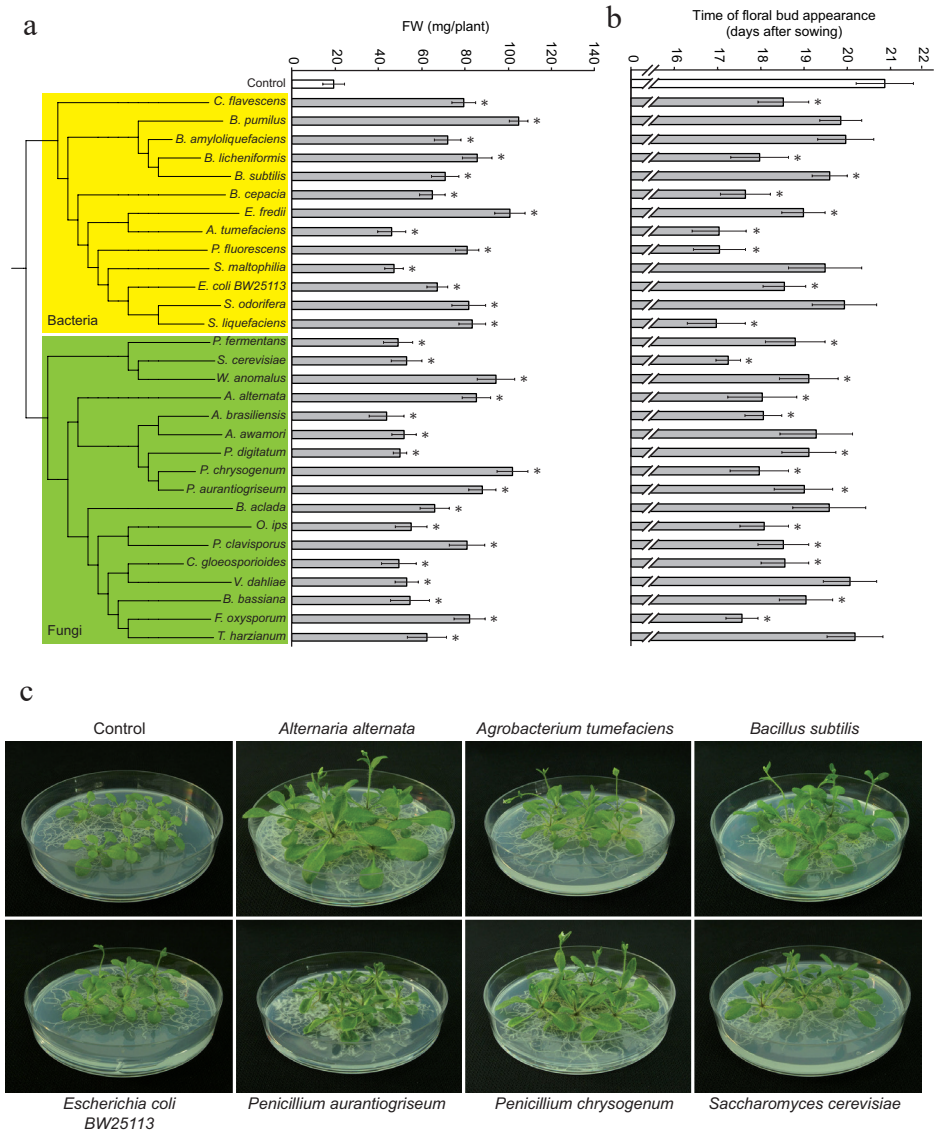 a
FW (mg/plant)
0
20
40
60
80
100
120
140
b
Time of floral bud appearance
(days after sowing)
0
16
17
18
19
20
21
22
Control
C. flavescens
B. pumilus
B. amyloliquefaciens
B. licheniformis
B. subtilis
B. cepacia
E. fredii
A. tumefaciens
P. fluorescens
S. maltophilia
E. coli BW25113
S. odorifera
S. liquefaciens
Bacteria
P. fermentans
S. cerevisiae
W. anomalus
A. alternata
A. brasiliensis
A. awamori
P. digitatum
P. chrysogenum
P. aurantiogriseum
B. aclada
O. ips
P. clavisporus
C. gloeosporioides
V. dahliae
B. bassiana
F. oxysporum
T. harzianum
Fungi
c
Control
Alternaria alternata
Agrobacterium tumefaciens
Bacillus subtilis
Escherichia coli
BW25113
Penicillium aurantiogriseum
Penicillium chrysogenum
Saccharomyces cerevisiae